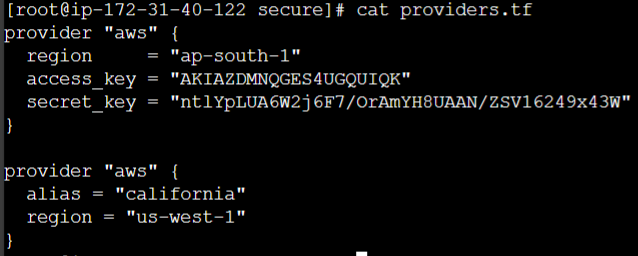 [root@ip-172-31-40-122 secure]# cat providers.tf
provider "aws" {
  region     = "ap-south-1"
  access_key = "AKIAZDMNQGES4UGQUIQK"
  secret_key = "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"
}

provider "aws" {
  alias = "california"
  region = "us-west-1"
}